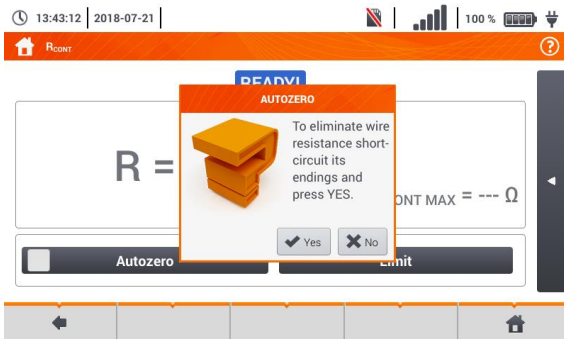 13:43:12 2018-07-21 100 %
RCONT
READY!
AUTOZERO
To eliminate wire
resistance short-
circuit its
endings and
press YES.
R =
ONT MAX = --- Ω
Yes No
Autozero
Limit